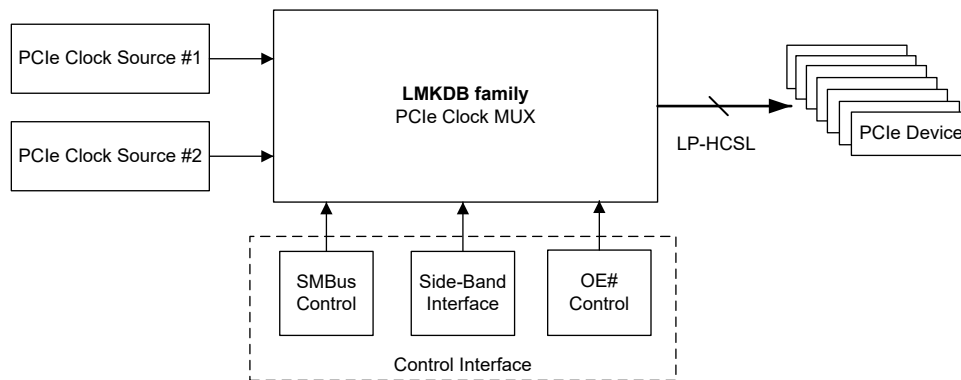 PCIe Clock Source #1
PCIe Clock Source #2
LMKDB family
PCIe Clock MUX
LP-HCSL
PCIe Device
SMBus
Control
Side-Band
Interface
OE#
Control
Control Interface